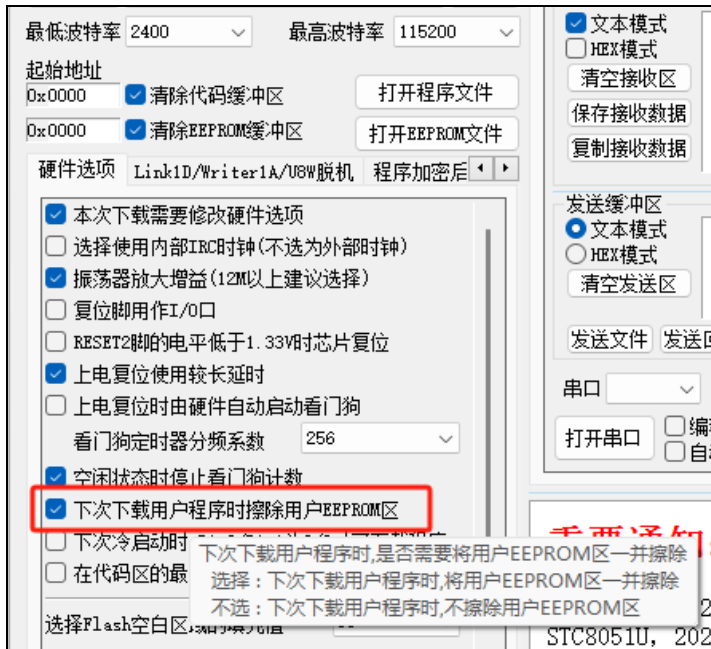 最低波特率 2400 最高波特率 115200
起始地址
0x0000 清除代码缓冲区 打开程序文件
0x0000 清除EEPROM缓冲区 打开EEPROM文件
硬件选项 Link1D/Writer1A/U8W脱机 程序加密后
本次下载需要修改硬件选项
选择使用内部IRC时钟(不选为外部时钟)
振荡器放大增益(12M以上建议选择)
复位脚用作I/O口
RESET2脚的电平低于1.33V时芯片复位
上电复位使用较长延时
上电复位时由硬件自动启动看门狗
看门狗定时器分频系数 256
空闲状态时停止看门狗计数
下次下载用户程序时擦除用户EEPROM区
下次冷启动时
在代码区的最
选择Flash空白区域的填充值
下次下载用户程序时,是否需要将用户EEPROM区一并擦除
选择:下次下载用户程序时,将用户EEPROM区一并擦除
不选:下次下载用户程序时,不擦除用户EEPROM区
文本模式
HEX模式
清空接收区
保存接收数据
复制接收数据
发送缓冲区
文本模式
HEX模式
清空发送区
发送文件 发送
串口
打开串口 编
自
重要通知
STC8051U, 202